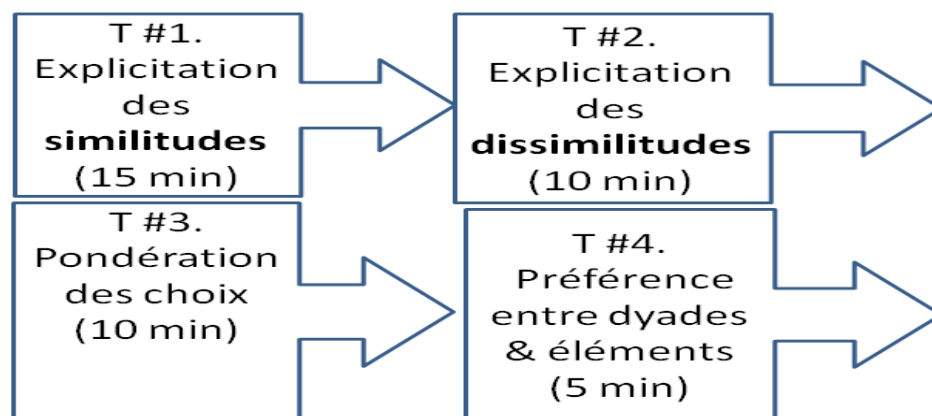 T #1.
Explicitation
des
similitudes
(15 min)
T #2.
Explicitation
des
dissimilitudes
(10 min)
T #3.
Pondération
des choix
(10 min)
T #4.
Préférence
entre dyades
& éléments
(5 min)